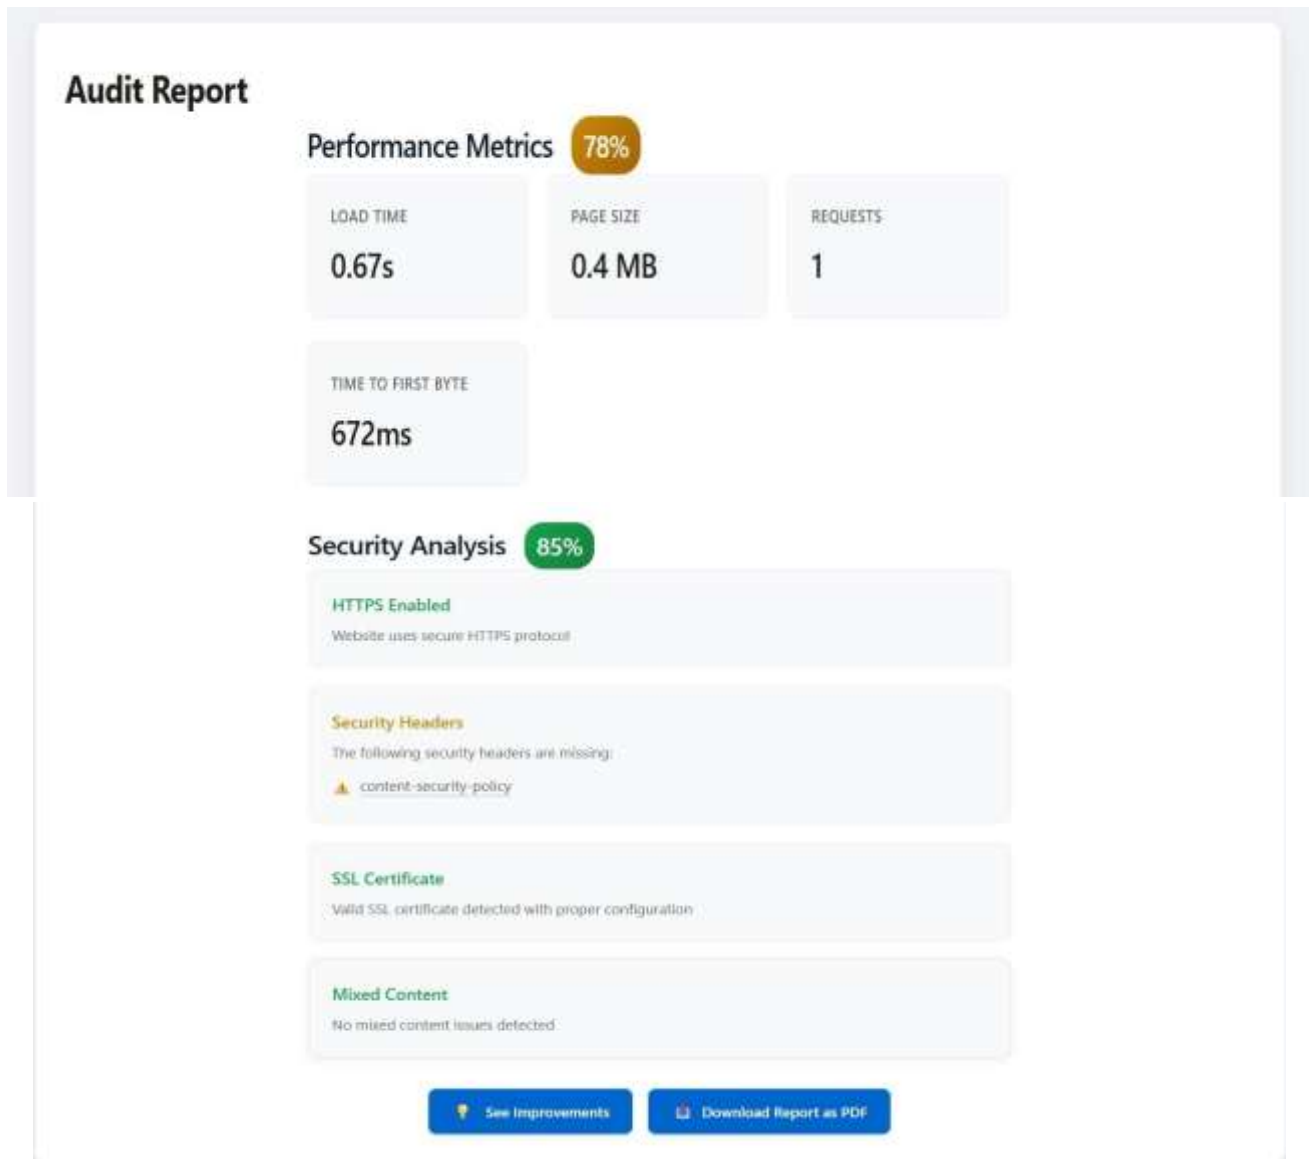 Audit Report
Performance Metrics 78%
LOAD TIME
0.67s
PAGE SIZE
0.4 MB
REQUESTS
1
TIME TO FIRST BYTE
672ms
Security Analysis 85%
HTTPS Enabled
Website uses secure HTTPS protocol
Security Headers
The following security headers are missing:
content-security-policy
SSL Certificate
Valid SSL certificate detected with proper configuration
Mixed Content
No mixed content issues detected
See Improvements
Download Report as PDF